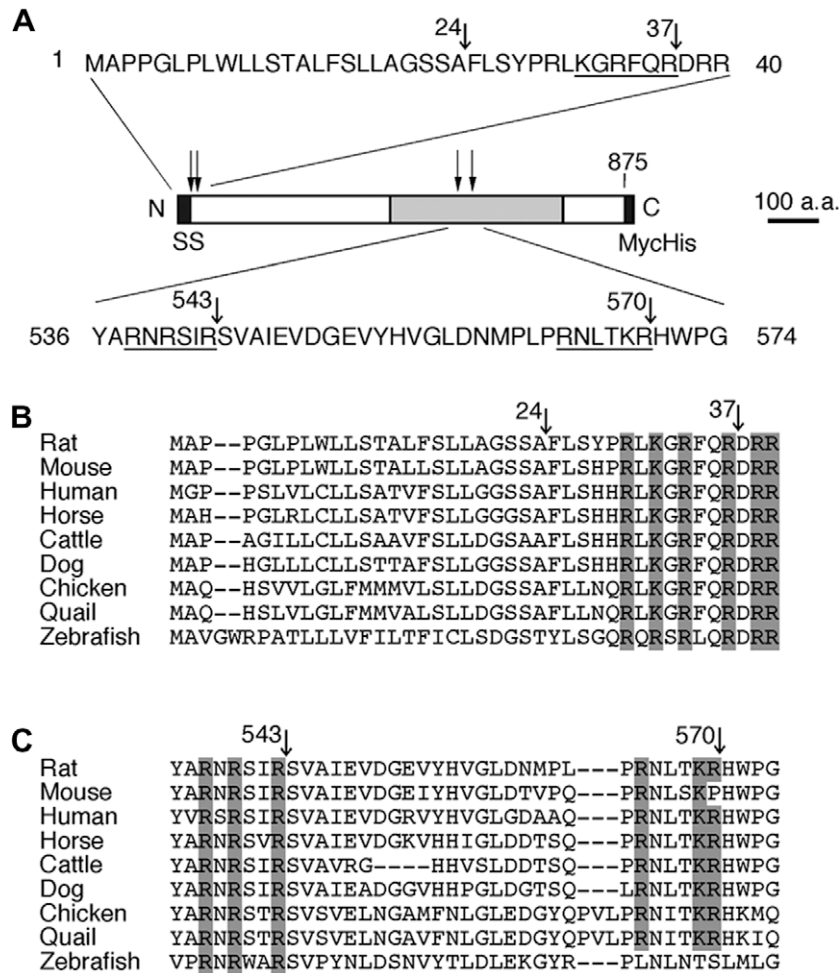 A
24 37
1 MAPPGLPLWLLSTALFSLLAGSSAFLSYPRLKGRFQRDRR 40
875
N C 100 a.a.
SS MycHis
543 570
536 YARNRSIRSVAIEVDGEVYHVGLDNMPLPRNLTKRHWPG 574
B
24 37
Rat MAP--PGLPLWLLSTALFSLLAGSSAFLSYPRLKGRFQRDRR
Mouse MAP--PGLPLWLLSTALLSLLAGSSAFLSHPRLKGRFQRDRR
Human MGP--PSLVLCLLSATVFSLLGGSSAFLSHHRLKGRFQRDRR
Horse MAH--PGLRLCLLSATVFSLLGGGSAFLSHHRLKGRFQRDRR
Cattle MAP--AGILLCLLSAAVFSLLDGSSAFLSHHRLKGRFQRDRR
Dog MAP--HGLLLCLLSTTAFSLLGGSSAFLSHHRLKGRFQRDRR
Chicken MAQ--HSVVLGLFMMMVLSLLDGSSAFLLNQRLKGRFQRDRR
Quail MAQ--HSLVLGLFMMVALSLLDGSSAFLLNQRLKGRFQRDRR
Zebrafish MAVGWRPATLLLVFILTFICLSDGSTYLSGQRQRSRLQRDRR
C
543 570
Rat YARNRSIRSVAIEVDGEVYHVGLDNMPL---PRNLTKRHWPG
Mouse YARNRSIRSVAIEVDGEIYHVGLDTVPQ---PRNLSKPHWPG
Human YVRSRSIRSVAIEVDGRVYHVGLGDAAQ---PRNLTKRHWPG
Horse YARNRSVRSVAIEVDGKVHHIGLDDTSQ---PRNLTKRHWPG
Cattle YARNRSIRSVAVRG----HHVSLDDTSQ---PRNLTKRHWPG
Dog YARNRSIRSVAIEADGGVHHPGLDGTSQ---LRNLTKRHWPG
Chicken YARNRSTRSVSVELNGAMFNLGLEDGYQPVLPRNITKRHKMQ
Quail YARNRSTRSVSVELNGAVFNLGLEDGYQPVLPRNITKRHKIQ
Zebrafish VPRNRWARSVPYNLDSNVYTLDLEKGYR---PLNLNTSLMLG